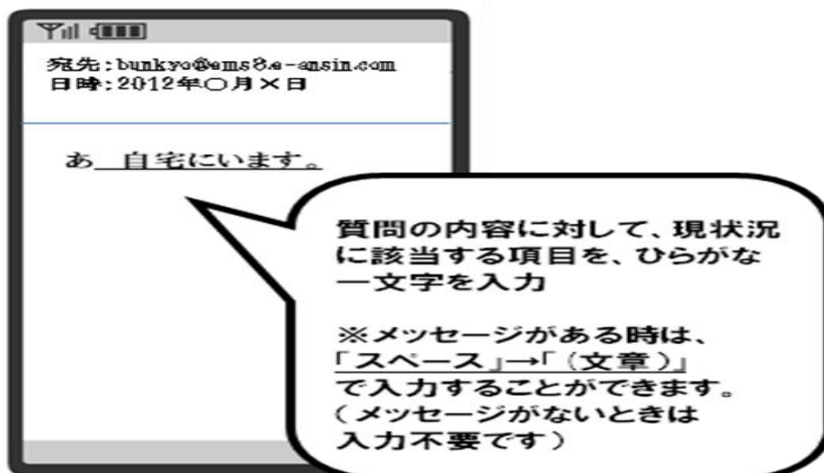 宛先:bunkyo@ems8.e-ansin.com
日時:2012年〇月×日
あ　自宅にいます。
質問の内容に対して、現状況
に該当する項目を、ひらがな
一文字を入力
※メッセージがある時は、
「スペース」→「（文章）」
で入力することができます。
（メッセージがないときは
入力不要です）